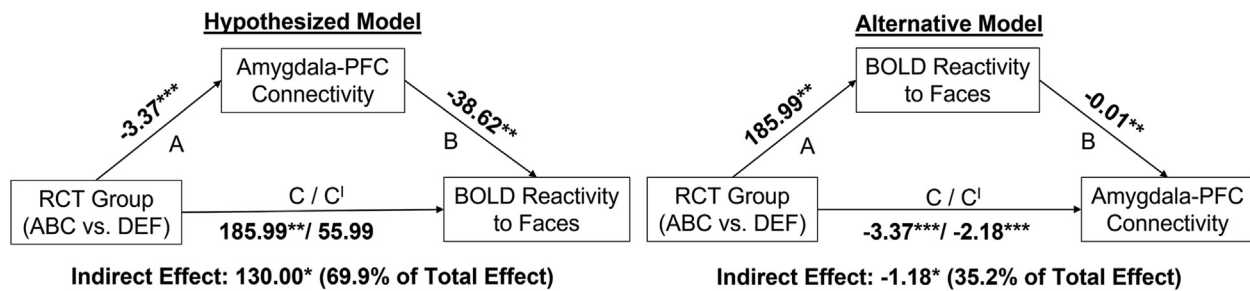 Hypothesized Model
Amygdala-PFC
Connectivity
-3.37***
A
-38.62**
B
RCT Group
(ABC vs. DEF)
C / Cᴵ
185.99**/ 55.99
BOLD Reactivity
to Faces
Indirect Effect: 130.00* (69.9% of Total Effect)
Alternative Model
BOLD Reactivity
to Faces
185.99**
A
-0.01**
B
RCT Group
(ABC vs. DEF)
C / Cᴵ
-3.37***/ -2.18***
Amygdala-PFC
Connectivity
Indirect Effect: -1.18* (35.2% of Total Effect)